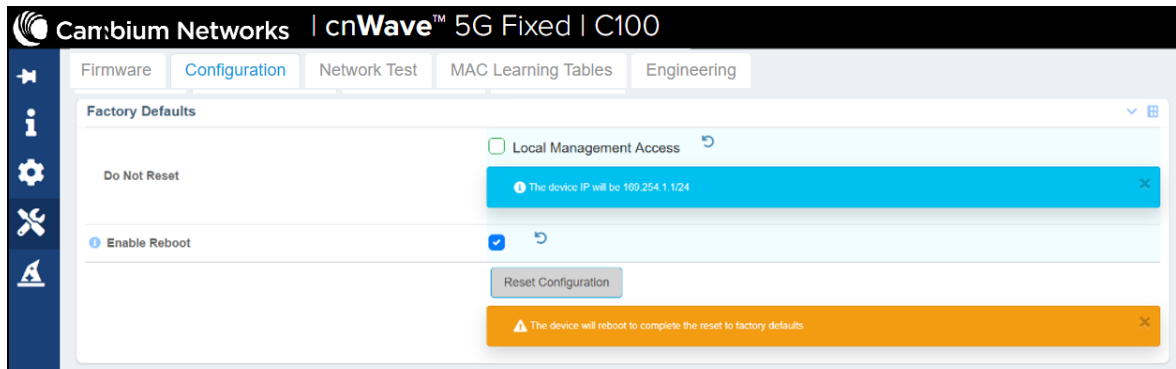 Cambium Networks | cnWave™ 5G Fixed | C100
Firmware Configuration Network Test MAC Learning Tables Engineering
Factory Defaults
Local Management Access
Do Not Reset
The device IP will be 169.254.1.1/24
Enable Reboot
Reset Configuration
The device will reboot to complete the reset to factory defaults